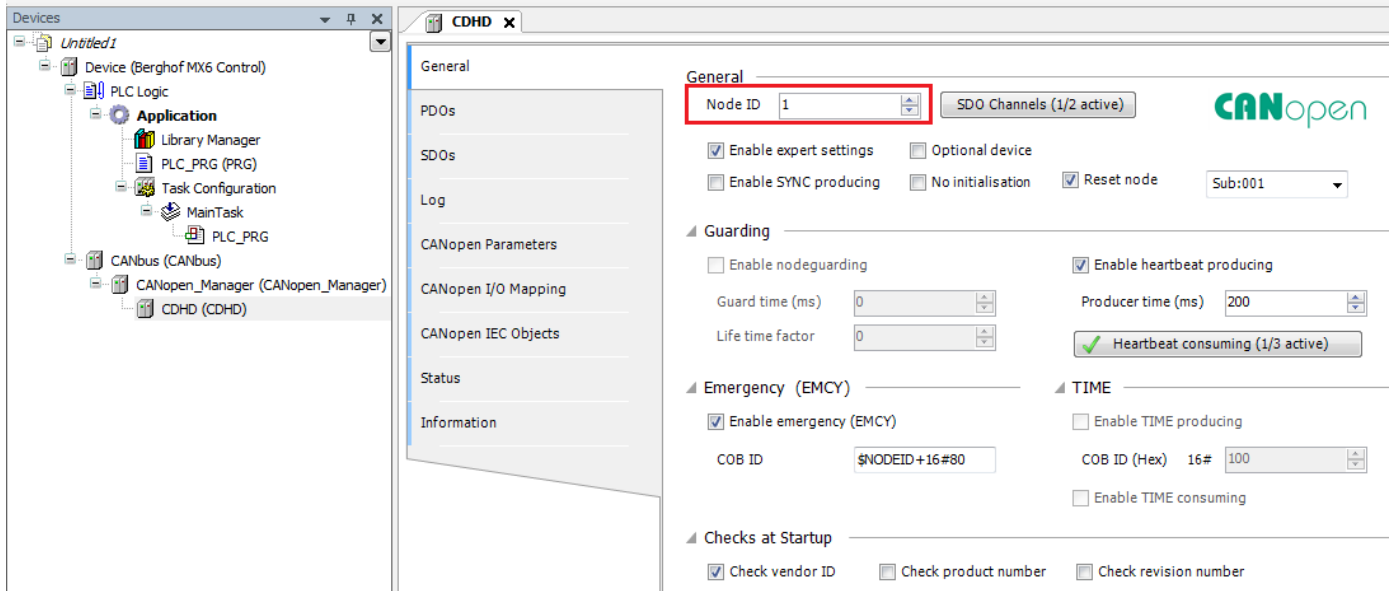 Devices
Untitled1
Device (Berghof MX6 Control)
PLC Logic
Application
Library Manager
PLC_PRG (PRG)
Task Configuration
MainTask
PLC_PRG
CANbus (CANbus)
CANopen_Manager (CANopen_Manager)
CDHD (CDHD)
CDHD
General
PDOs
SDOs
Log
CANopen Parameters
CANopen I/O Mapping
CANopen IEC Objects
Status
Information
General
Node ID 1 SDO Channels (1/2 active) CANopen
Enable expert settings Optional device
Enable SYNC producing No initialisation Reset node Sub:001
Guarding
Enable nodeguarding Enable heartbeat producing
Guard time (ms) 0 Producer time (ms) 200
Life time factor 0 Heartbeat consuming (1/3 active)
Emergency (EMCY) TIME
Enable emergency (EMCY) Enable TIME producing
COB ID $NODEID+16#80 COB ID (Hex) 16# 100
Enable TIME consuming
Checks at Startup
Check vendor ID Check product number Check revision number